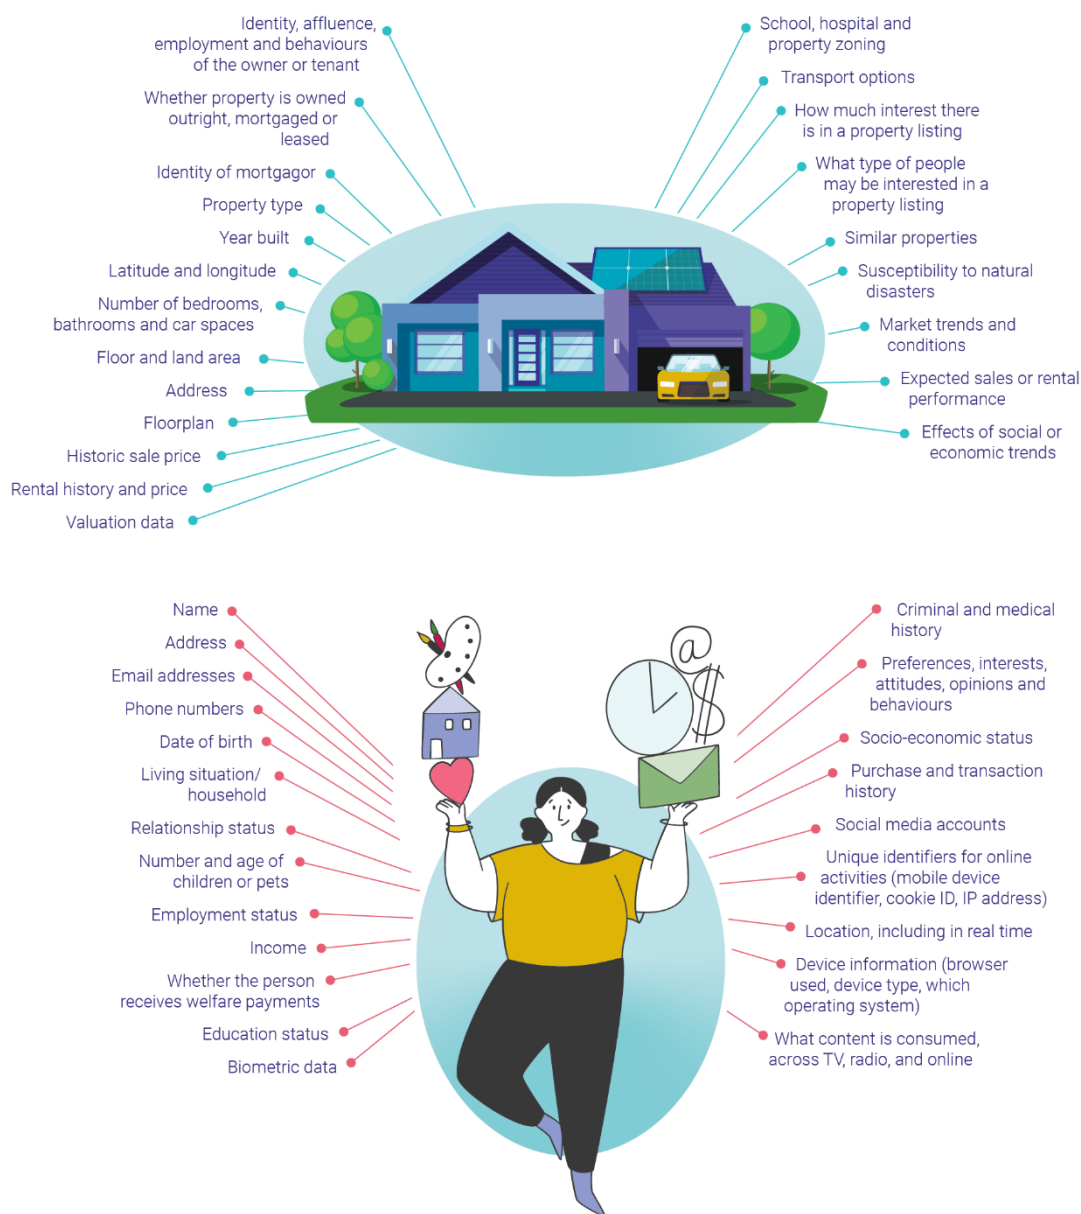 Identity, affluence,
employment and behaviours
of the owner or tenant
Whether property is owned
outright, mortgaged or
leased
Identity of mortgagor
Property type
Year built
Latitude and longitude
Number of bedrooms,
bathrooms and car spaces
Floor and land area
Address
Floorplan
Historic sale price
Rental history and price
Valuation data
School, hospital and
property zoning
Transport options
How much interest there
is in a property listing
What type of people
may be interested in a
property listing
Similar properties
Susceptibility to natural
disasters
Market trends and
conditions
Expected sales or rental
performance
Effects of social or
economic trends
Name
Address
Email addresses
Phone numbers
Date of birth
Living situation/
household
Relationship status
Number and age of
children or pets
Employment status
Income
Whether the person
receives welfare payments
Education status
Biometric data
@
$
Criminal and medical
history
Preferences, interests,
attitudes, opinions and
behaviours
Socio-economic status
Purchase and transaction
history
Social media accounts
Unique identifiers for online
activities (mobile device
identifier, cookie ID, IP address)
Location, including in real time
Device information (browser
used, device type, which
operating system)
What content is consumed,
across TV, radio, and online